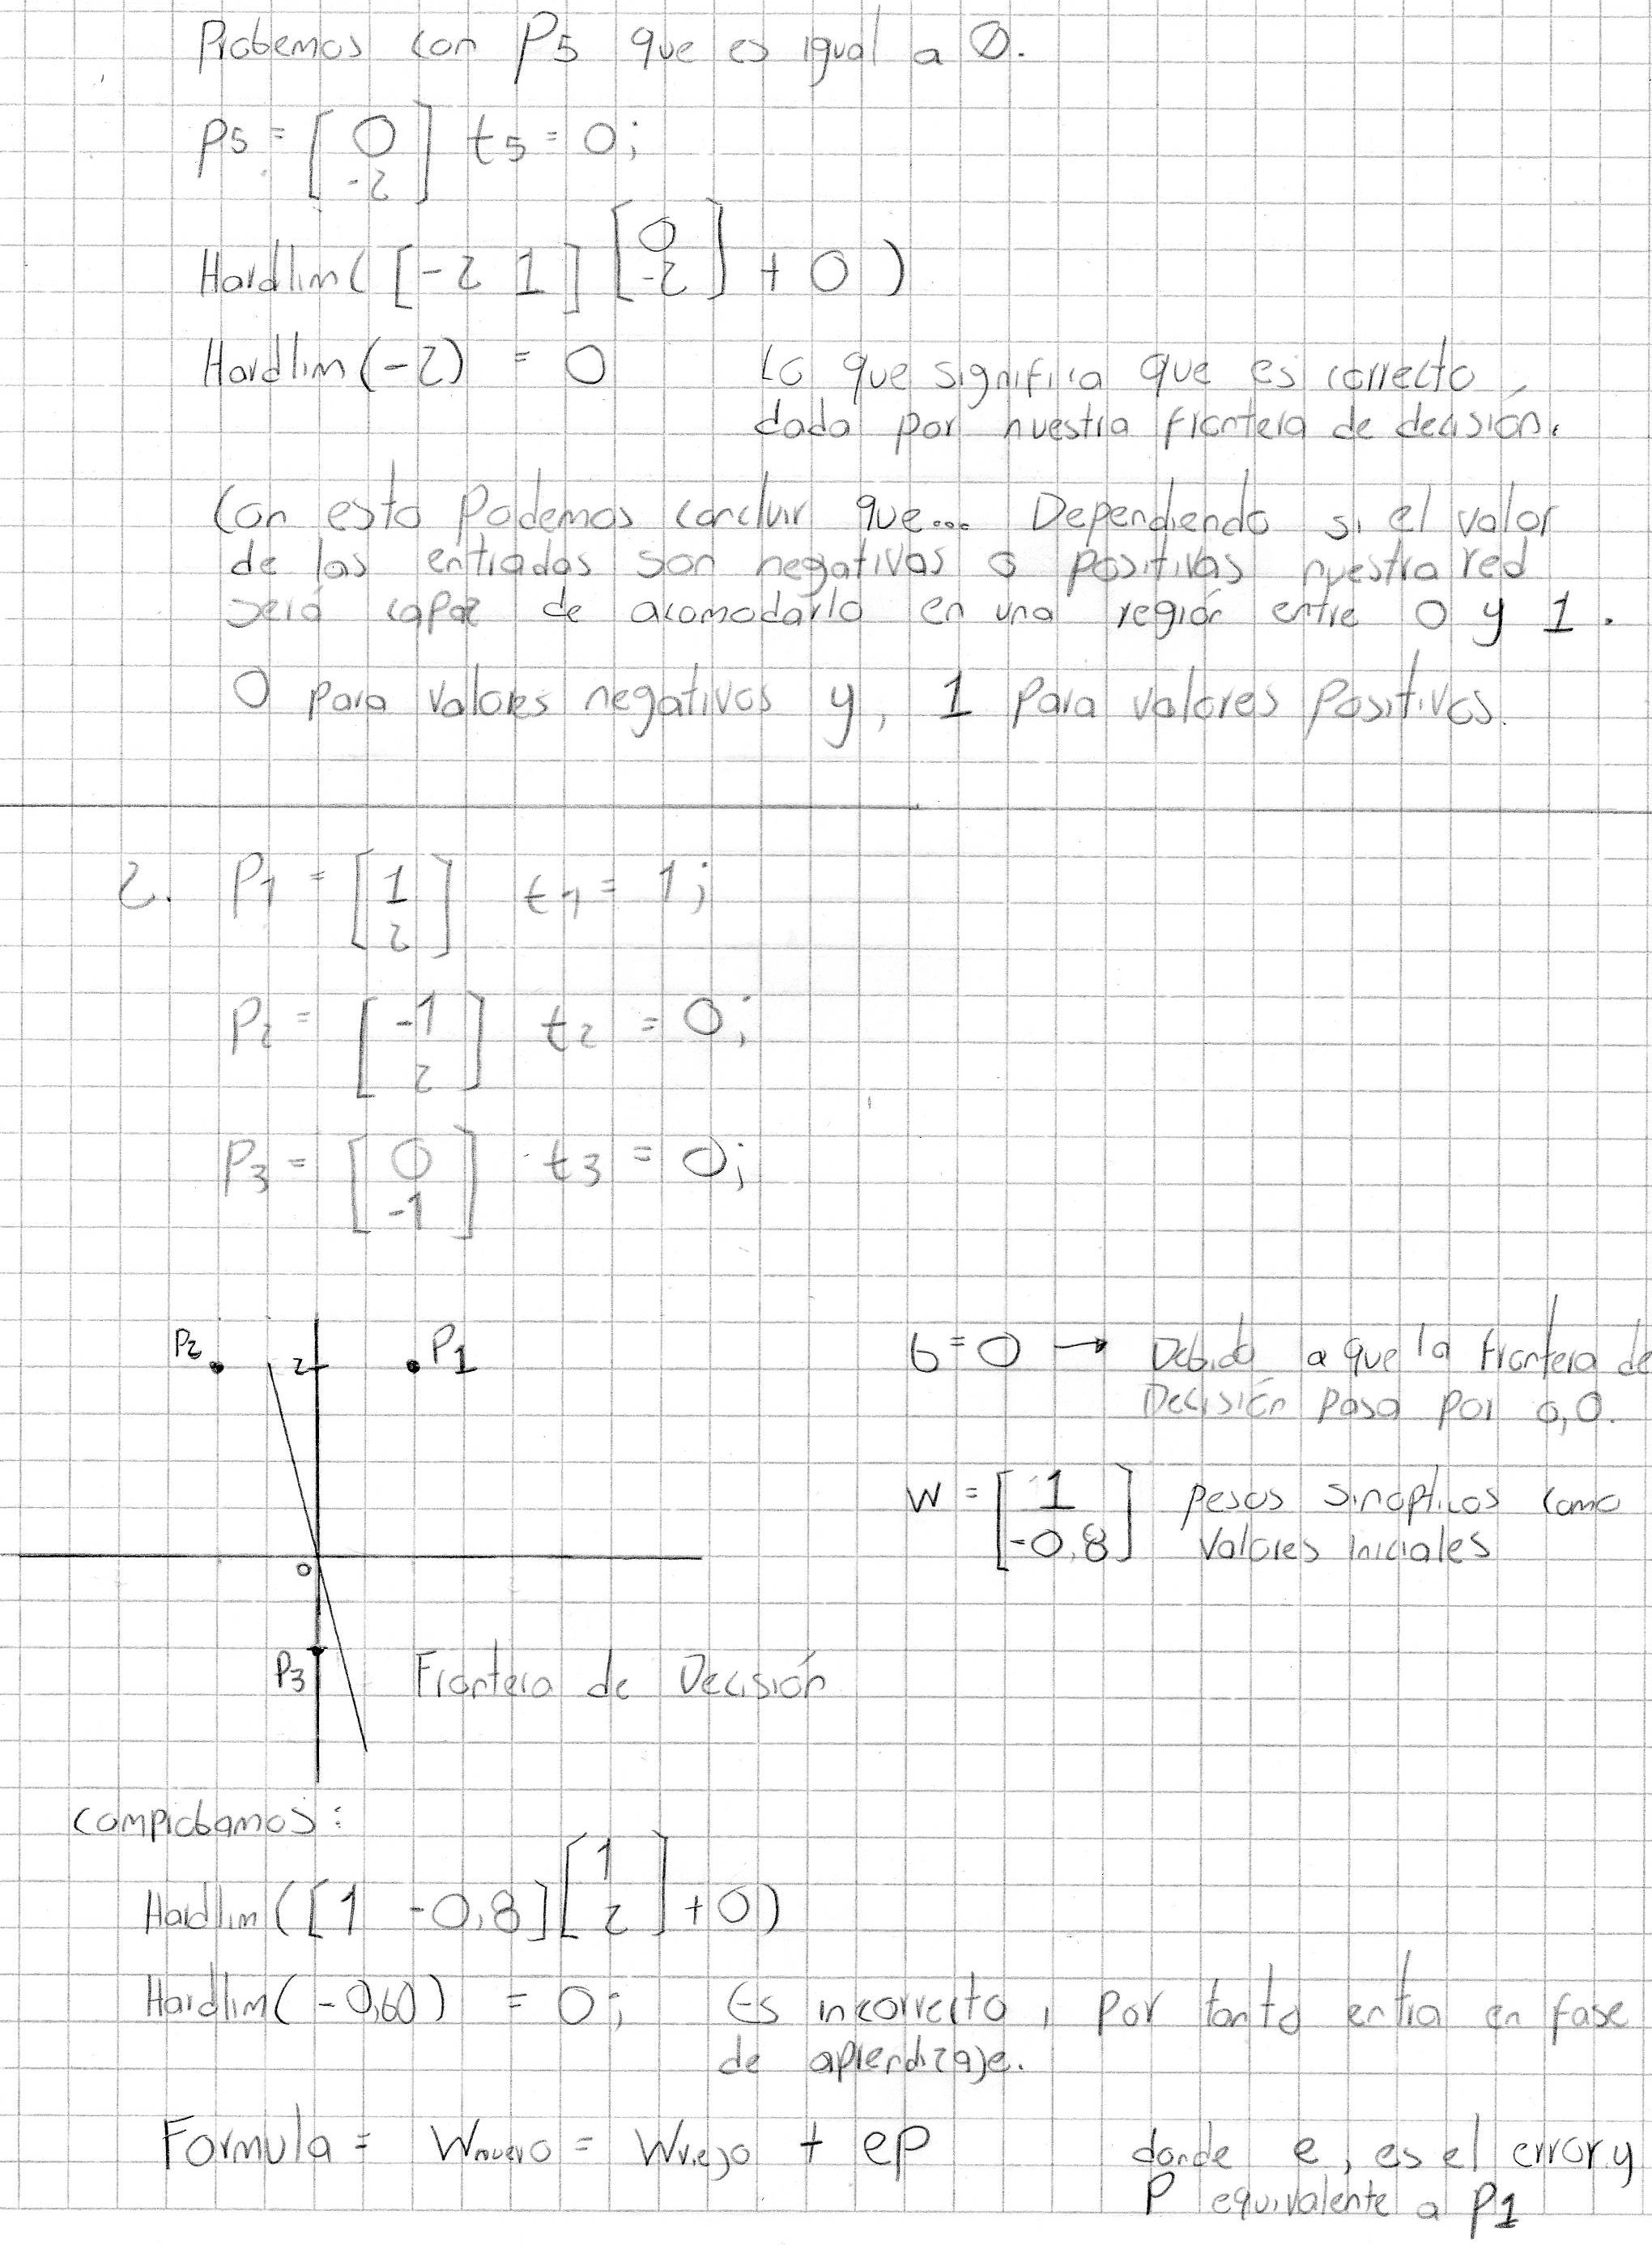 Probemos con P5 que es igual a 0.
P5 = [ 0 -2 ] t5 = 0;
Hardlim( [ -2 1 ] [ 0 -2 ] + 0 )
Hardlim(-2) = 0 Lo que significa que es correcto,
dada por nuestra frontera de decisión.
Con esto Podemos concluir que... Dependiendo si el valor
de las entradas son negativas o positivas nuestra red
será capaz de acomodarlo en una región entre 0 y 1.
0 para valores negativos y, 1 para valores Positivos.
2. P1 = [ 1 2 ] t1 = 1;
P2 = [ -1 2 ] t2 = 0;
P3 = [ 0 -1 ] t3 = 0;
P2 2 P1
b = 0 → Debido a que la Frontera de
Decisión Pasa por 0,0.
W = [ 1 -0,8 ] pesos sinapticos como
valores iniciales
0
P3 Frontera de Decisión
Comprobamos:
Hardlim([1 -0,8] [ 1 2 ] + 0)
Hardlim(-0,60) = 0; Es incorrecto, por tanto entra en fase
de aprendizaje.
Formula = Wnuevo = Wviejo + ep donde e, es el error y
P equivalente a P1